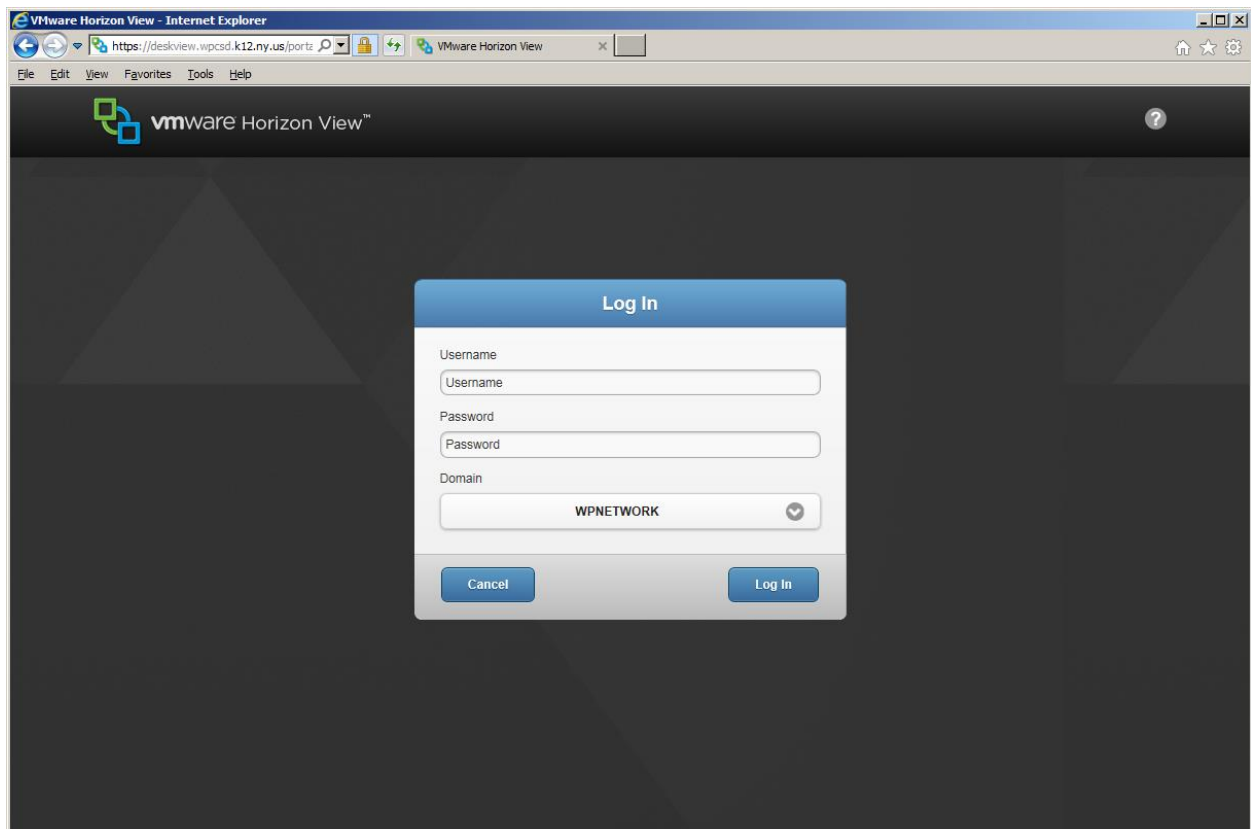 VMware Horizon View - Internet Explorer
https://deskview.wpcsd.k12.ny.us/porta
VMware Horizon View
File Edit View Favorites Tools Help
vmware Horizon View™
?
Log In
Username
Username
Password
Password
Domain
WPNETWORK
Cancel
Log In